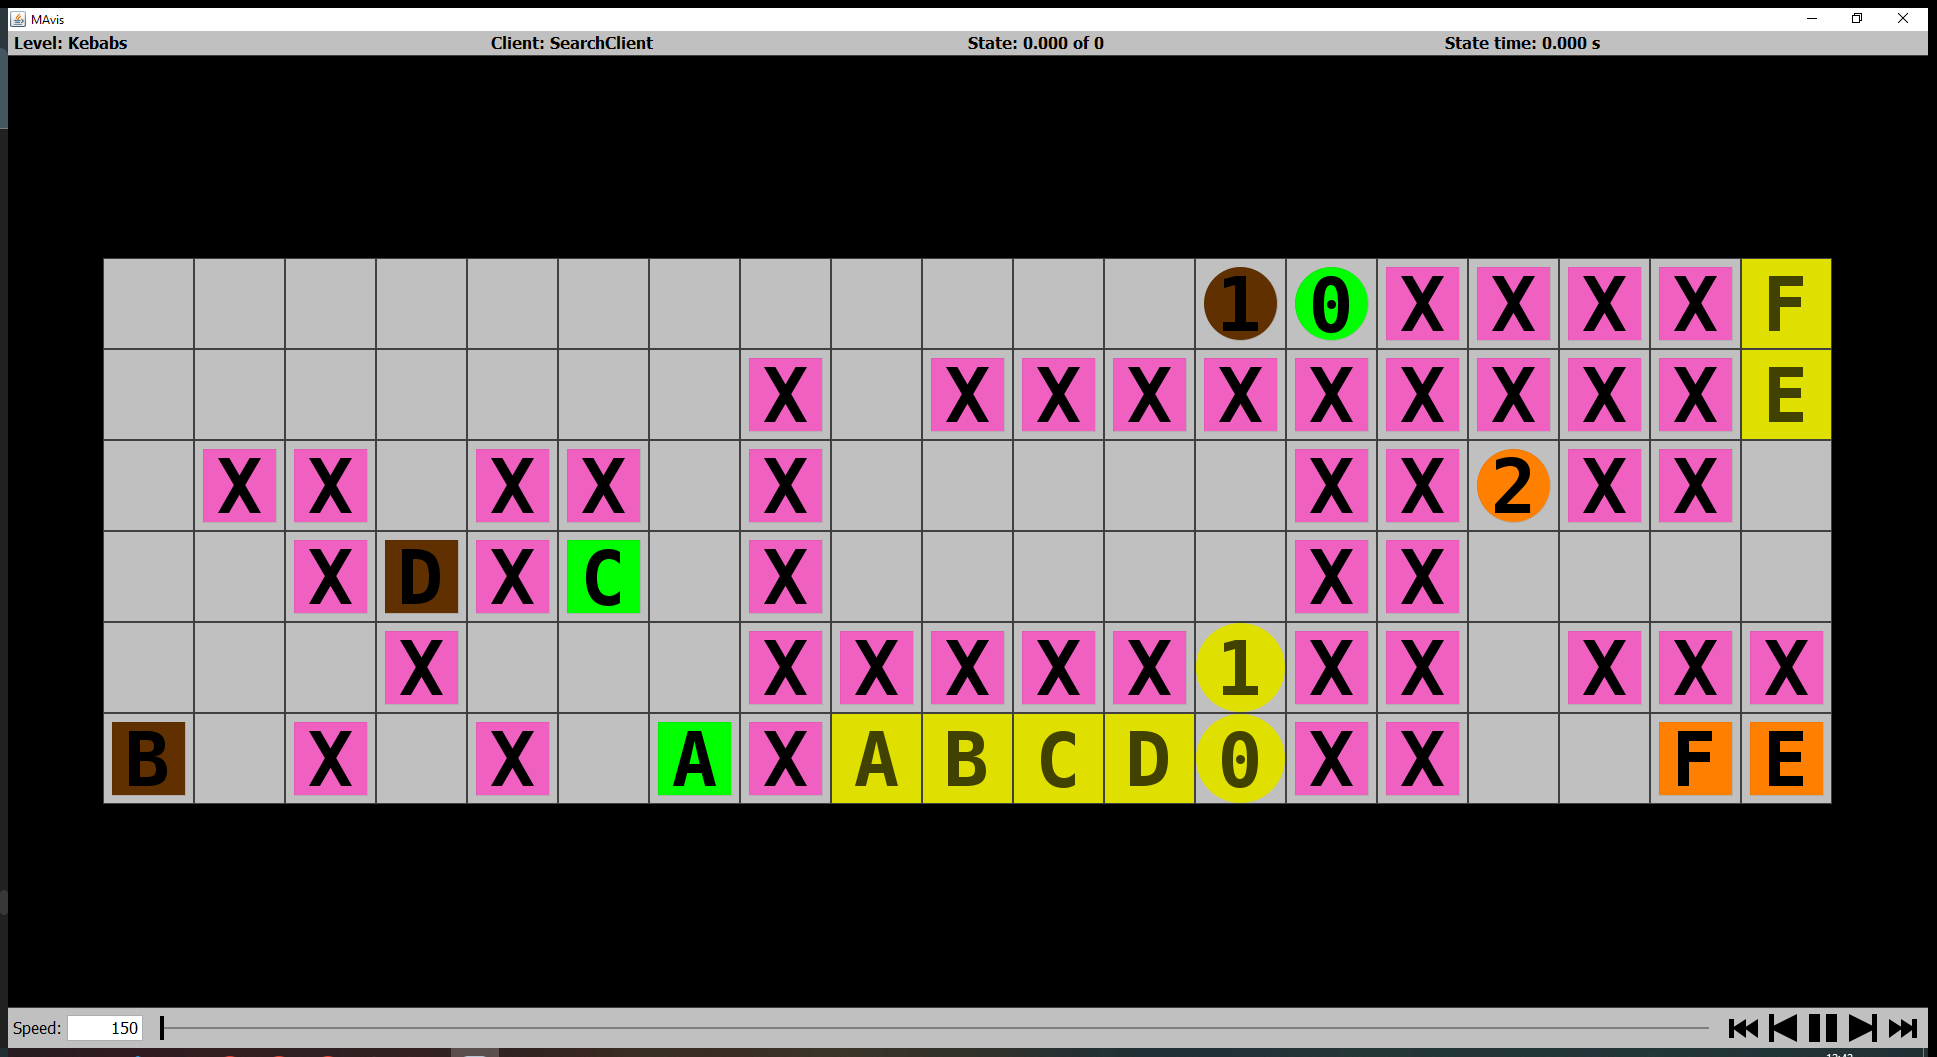 MAvis
Level: Kebabs Client: SearchClient State: 0.000 of 0 State time: 0.000 s
1 0 X X X X F
X X X X X X X X X X E
X X X X X X X 2 X X
X D X C X X X
X X X X X X 1 X X X X X
B X X A X A B C D 0 X X F E
Speed: 150